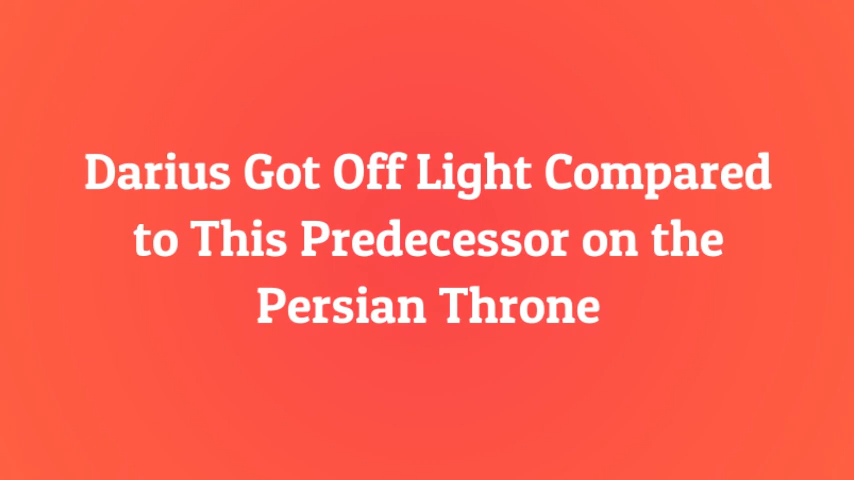 Darius Got Off Light Compared
to This Predecessor on the
Persian Throne